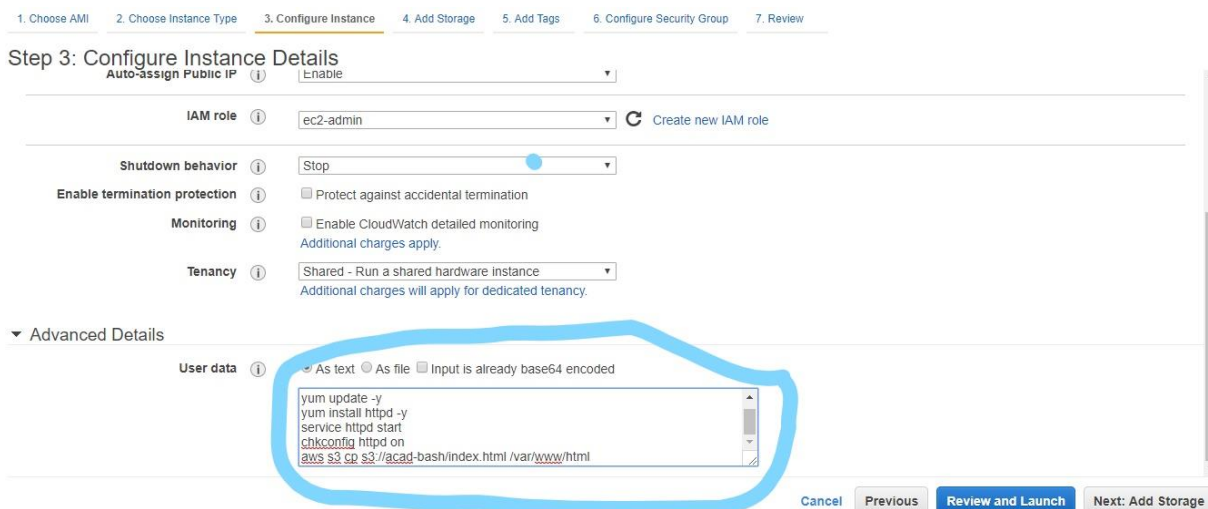 1. Choose AMI 2. Choose Instance Type 3. Configure Instance 4. Add Storage 5. Add Tags 6. Configure Security Group 7. Review
Step 3: Configure Instance Details
Auto-assign Public IP i Enable
IAM role i ec2-admin Create new IAM role
Shutdown behavior i Stop
Enable termination protection i Protect against accidental termination
Monitoring i Enable CloudWatch detailed monitoring
Additional charges apply.
Tenancy i Shared - Run a shared hardware instance
Additional charges will apply for dedicated tenancy.
Advanced Details
User data i As text As file Input is already base64 encoded
yum update -y
yum install httpd -y
service httpd start
chkconfig httpd on
aws s3 cp s3://acad-bash/index.html /var/www/html
Cancel Previous Review and Launch Next: Add Storage